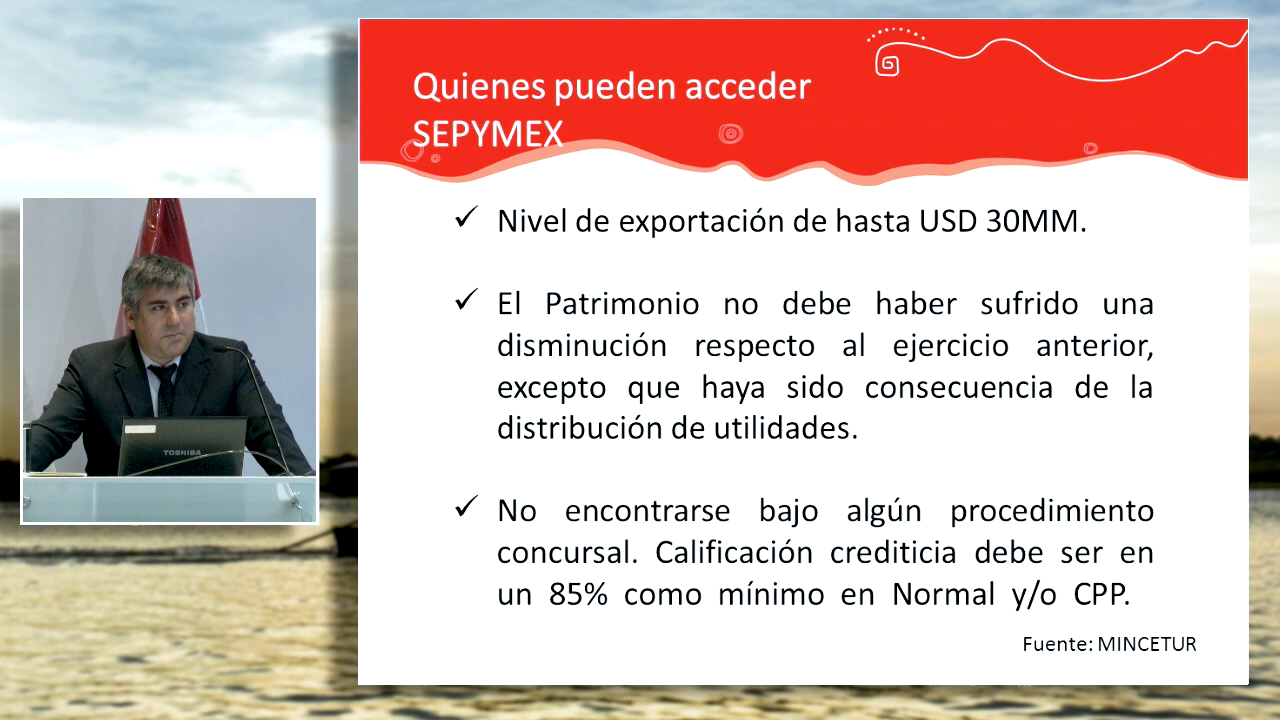 Quienes pueden acceder
SEPYMEX
✓ Nivel de exportación de hasta USD 30MM.
✓ El Patrimonio no debe haber sufrido una
disminución respecto al ejercicio anterior,
excepto que haya sido consecuencia de la
distribución de utilidades.
✓ No encontrarse bajo algún procedimiento
concursal. Calificación crediticia debe ser en
un 85% como mínimo en Normal y/o CPP.
Fuente: MINCETUR
TOSHIBA